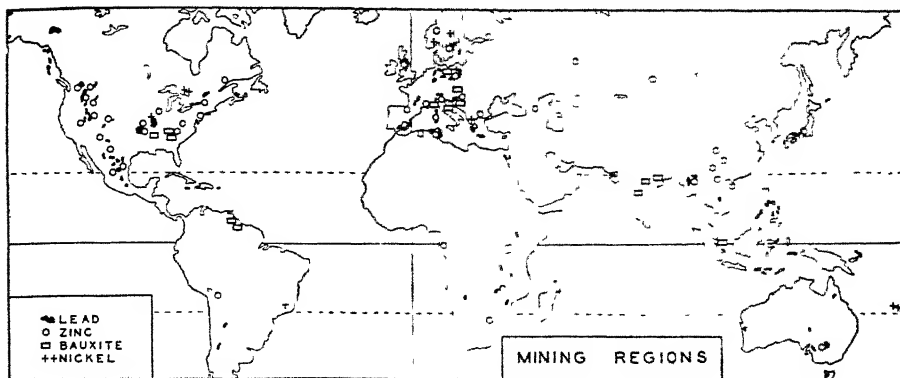 LEAD
ZINC
BAUXITE
NICKEL
MINING REGIONS